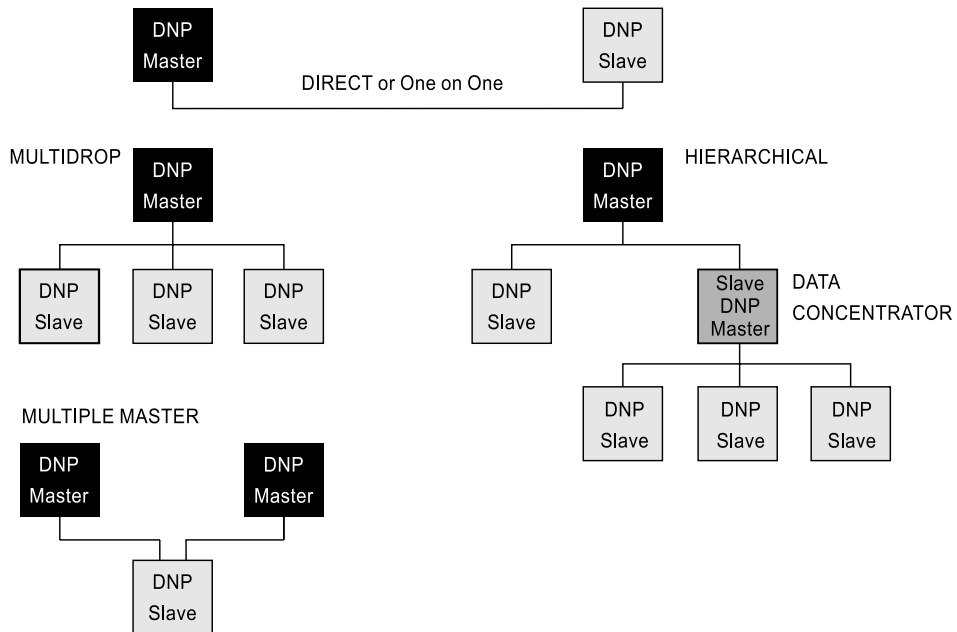 DNP
Master
DNP
Slave
DIRECT or One on One
MULTIDROP
DNP
Master
DNP
Slave
DNP
Slave
DNP
Slave
HIERARCHICAL
DNP
Master
DNP
Slave
Slave
DNP
Master
DATA
CONCENTRATOR
DNP
Slave
DNP
Slave
DNP
Slave
MULTIPLE MASTER
DNP
Master
DNP
Master
DNP
Slave